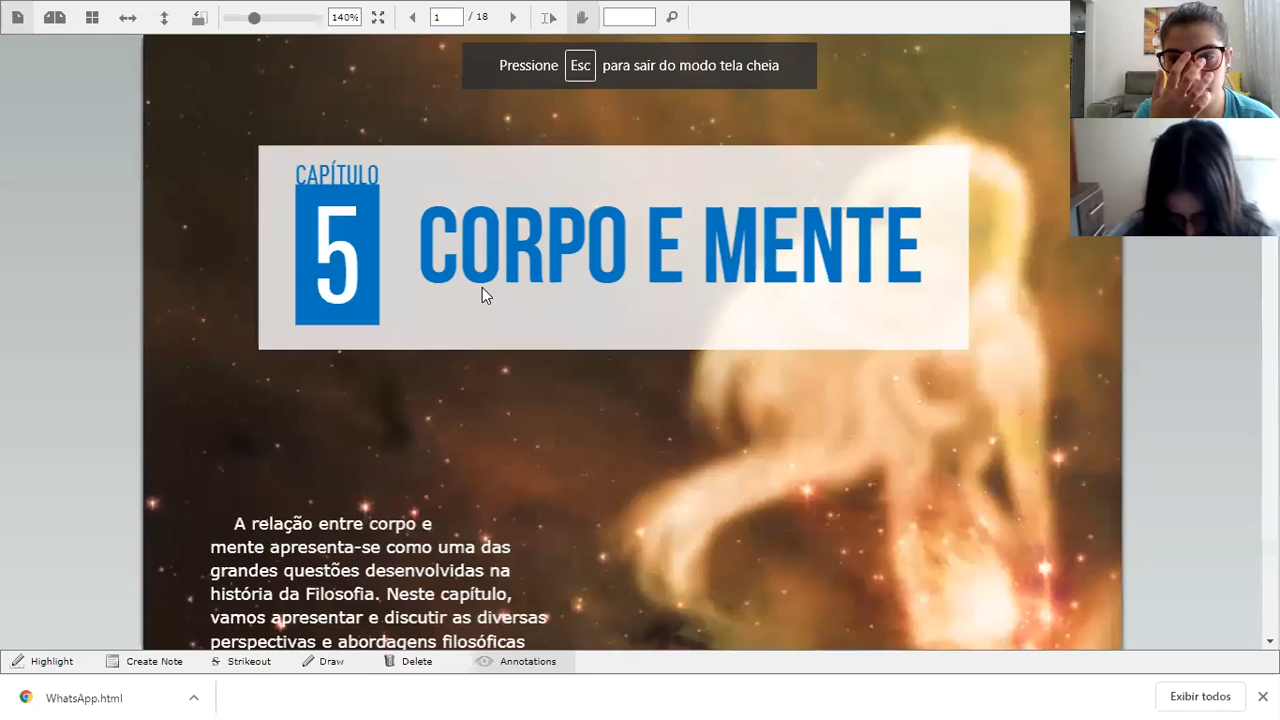 140%
1 / 18
Pressione Esc para sair do modo tela cheia
CAPÍTULO
5
CORPO E MENTE
A relação entre corpo e
mente apresenta-se como uma das
grandes questões desenvolvidas na
história da Filosofia. Neste capítulo,
vamos apresentar e discutir as diversas
perspectivas e abordagens filosóficas
Highlight Create Note S Strikeout Draw Delete Annotations
WhatsApp.html
Exibir todos